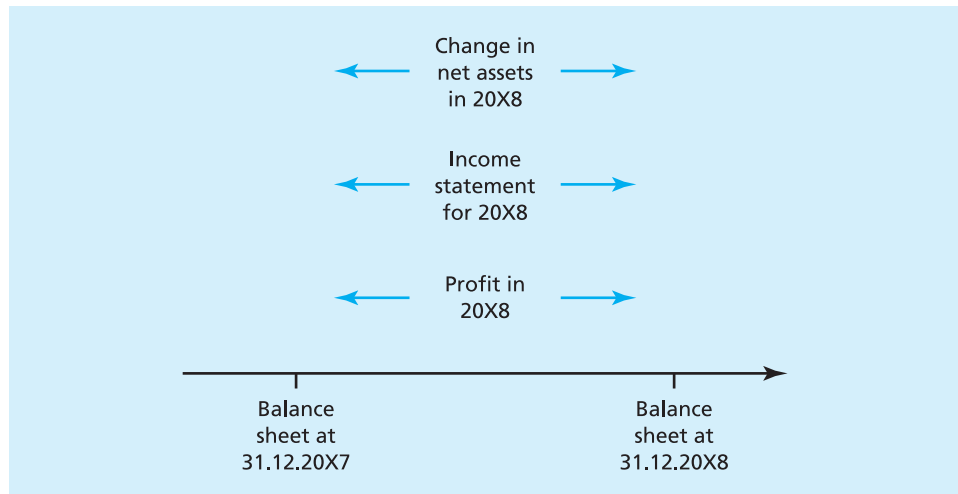 Change in
net assets
in 20X8
Income
statement
for 20X8
Profit in
20X8
Balance
sheet at
31.12.20X7
Balance
sheet at
31.12.20X8